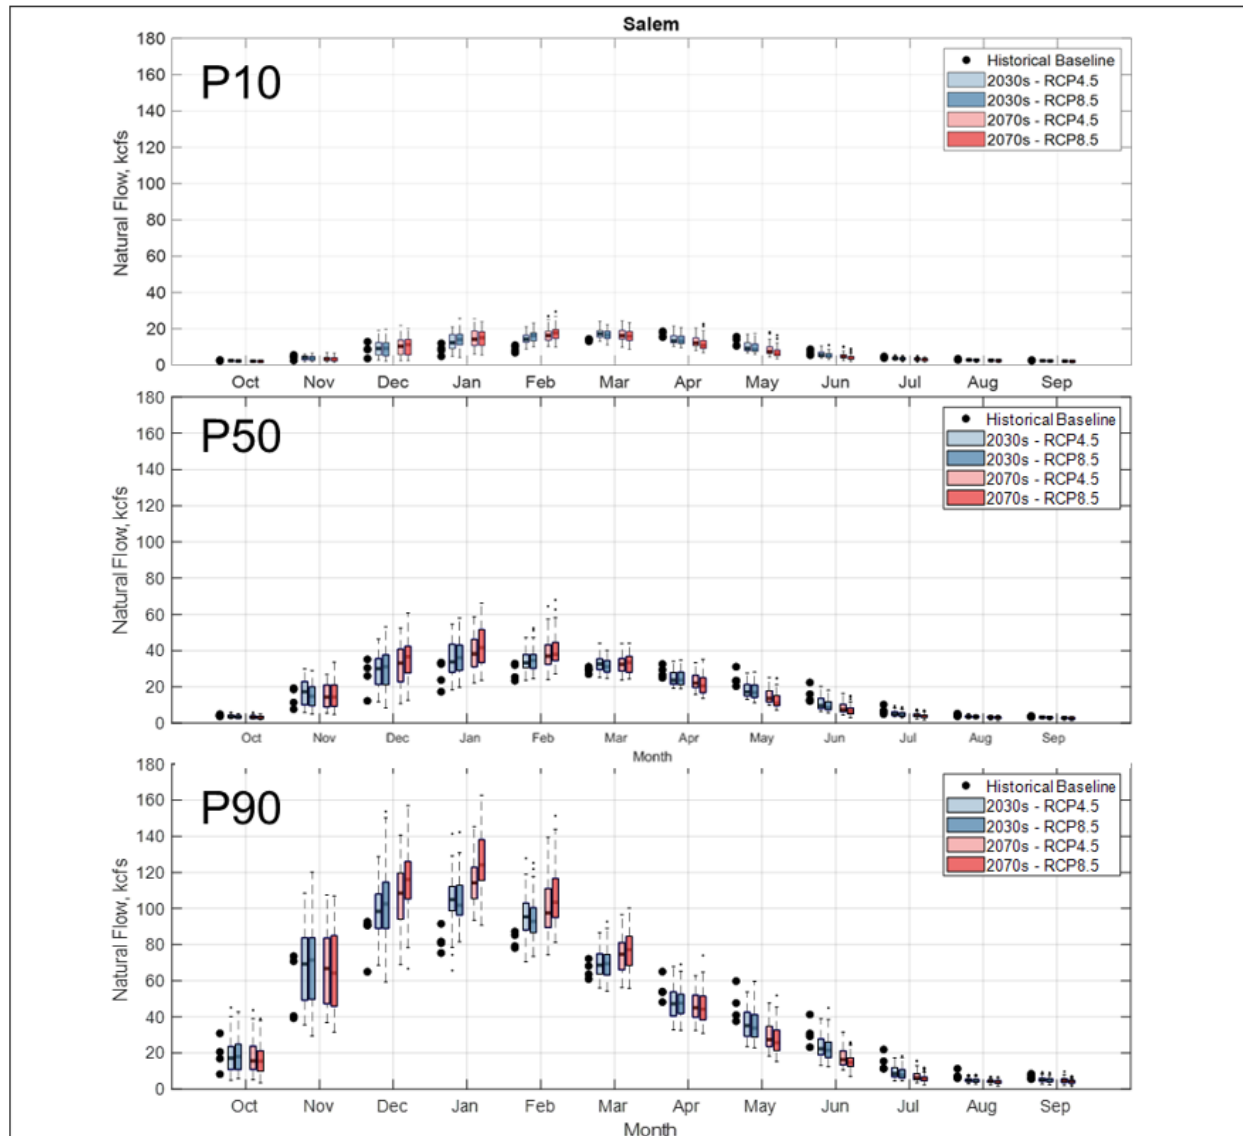 Salem
P10
Natural Flow, kcfs
180
160
140
120
100
80
60
40
20
0
Historical Baseline
2030s - RCP4.5
2030s - RCP8.5
2070s - RCP4.5
2070s - RCP8.5
Oct Nov Dec Jan Feb Mar Apr May Jun Jul Aug Sep
P50
Natural Flow, kcfs
180
160
140
120
100
80
60
40
20
0
Historical Baseline
2030s - RCP4.5
2030s - RCP8.5
2070s - RCP4.5
2070s - RCP8.5
Oct Nov Dec Jan Feb Mar Apr May Jun Jul Aug Sep
Month
P90
Natural Flow, kcfs
180
160
140
120
100
80
60
40
20
0
Historical Baseline
2030s - RCP4.5
2030s - RCP8.5
2070s - RCP4.5
2070s - RCP8.5
Oct Nov Dec Jan Feb Mar Apr May Jun Jul Aug Sep
Month